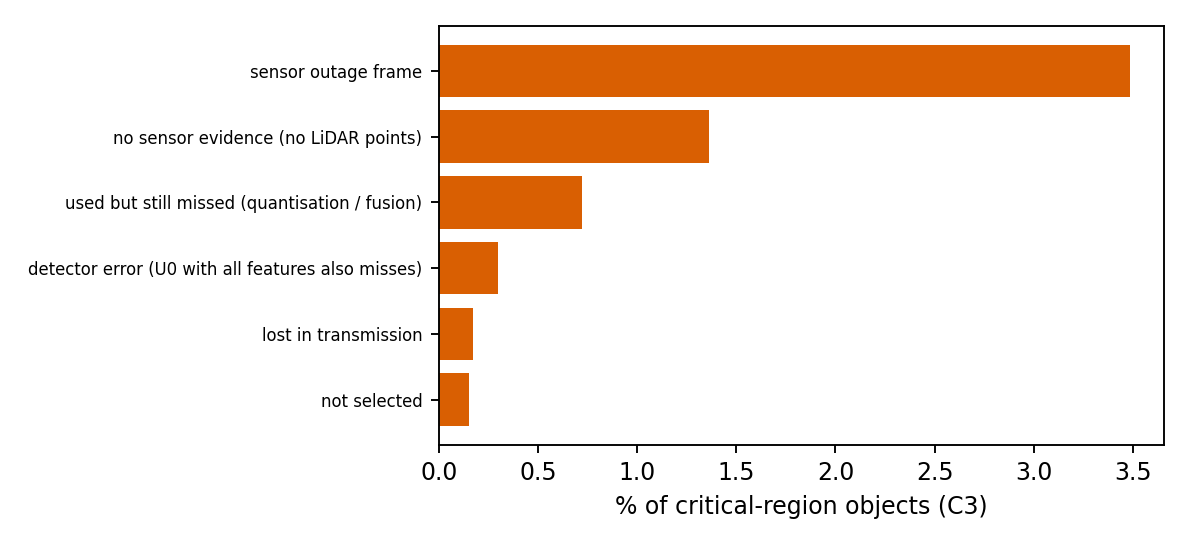 sensor outage frame
no sensor evidence (no LiDAR points)
used but still missed (quantisation / fusion)
detector error (U0 with all features also misses)
lost in transmission
not selected
0.0 0.5 1.0 1.5 2.0 2.5 3.0 3.5
% of critical-region objects (C3)